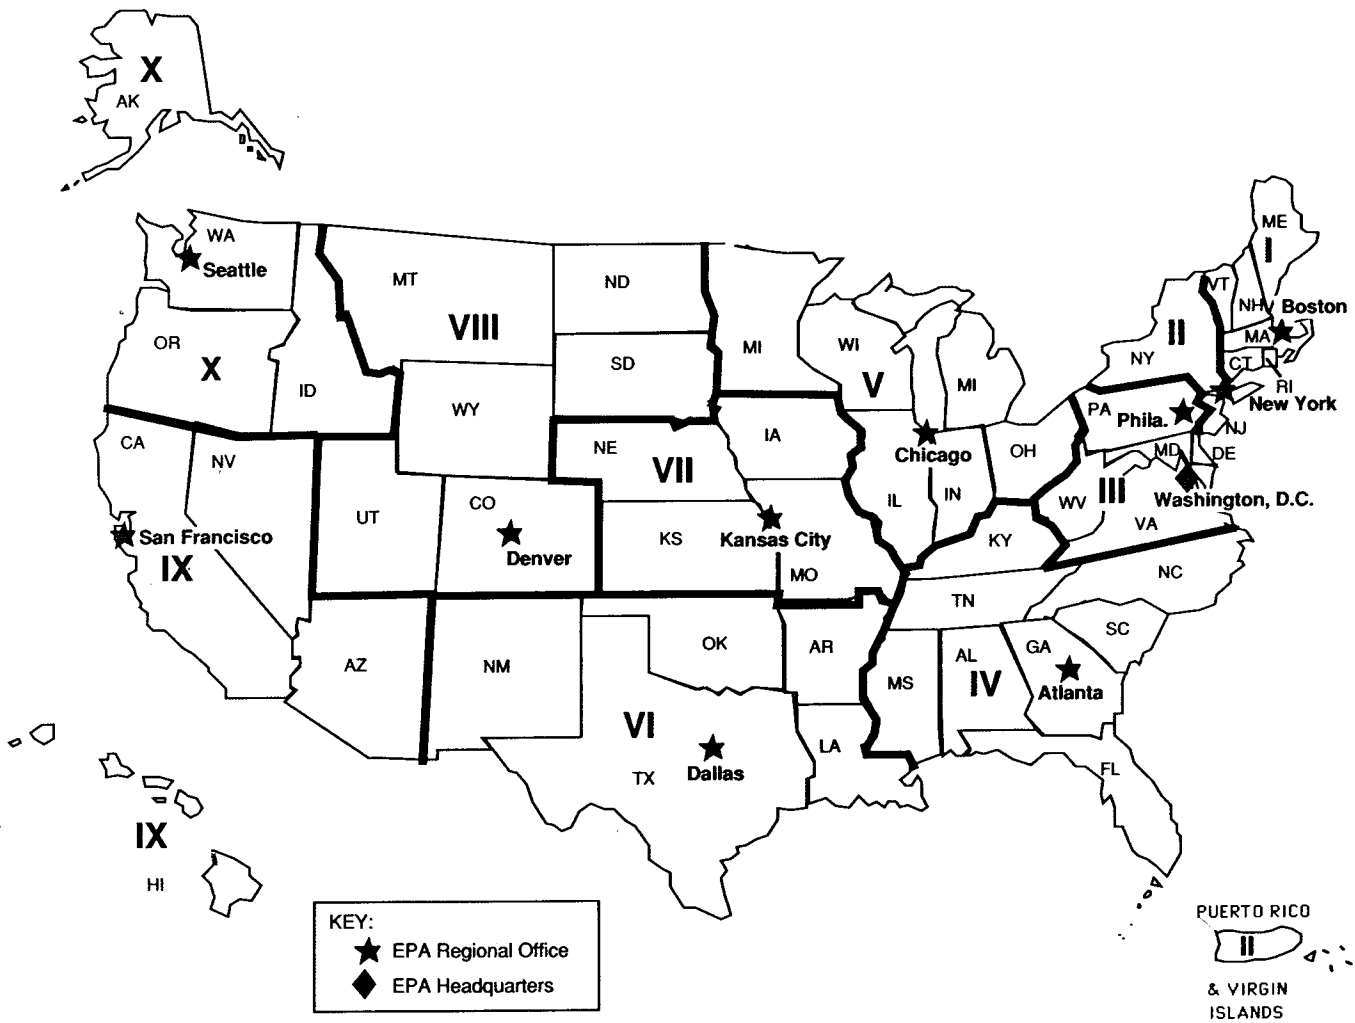 X
AK
WA
Seattle
MT
ND
ME
I
VT
NH
Boston
OR
VIII
MI
WI
II
MA
X
SD
V
NY
CT
ID
WY
MI
RI
PA
New York
Phila.
CA
IA
NJ
NE
Chicago
OH
MD
DE
NV
VII
CO
IL
IN
WV
III
Washington, D.C.
UT
VA
San Francisco
Denver
KS
Kansas City
KY
IX
MO
NC
TN
SC
AZ
NM
OK
AR
AL
GA
MS
IV
Atlanta
VI
LA
TX
Dallas
FL
IX
HI
KEY:
EPA Regional Office
EPA Headquarters
PUERTO RICO
II
& VIRGIN
ISLANDS